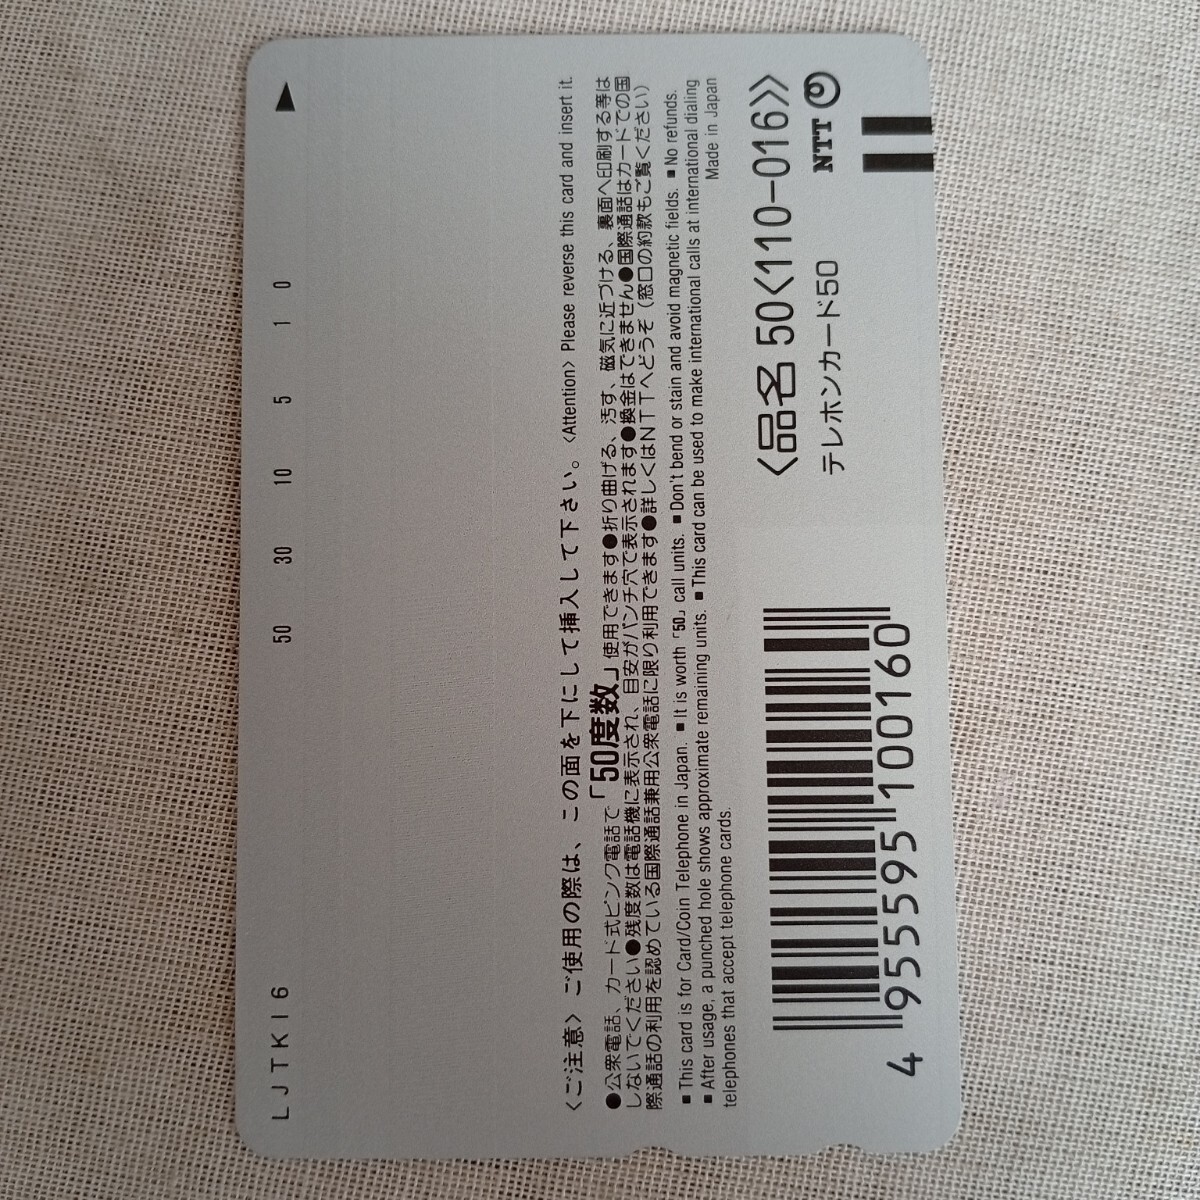 LJTKI6
50 30 10 5 1 0
〈ご注意〉ご使用の際は、この面を下にして挿入して下さい。〈Attention〉Please reverse this card and insert it.
●公衆電話、カード式ピンク電話で「50度数」使用できます●折り曲げる、汚す、磁気に近づける、裏面へ印刷する等は
しないでください●残度数は電話機に表示され、目安がパンチ穴で表示されます●換金はできません●国際通話はカードでの国
際通話の利用を認めている国際通話兼用公衆電話に限り利用できます●詳しくはNTTへどうぞ（窓口の約款もご覧ください）
■This card is for Card/Coin Telephone in Japan. ■It is worth「50」call units. ■Don't bend or stain and avoid magnetic fields. ■No refunds.
■After usage, a punched hole shows approximate remaining units. ■This card can be used to make international calls at international dialing
telephones that accept telephone cards. Made in Japan
〈品名 50〈110-016〉〉
テレホンカード50
NTT
4 955595 100160